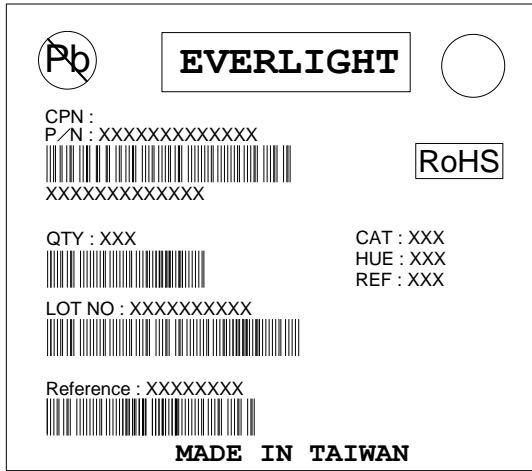 Pb
EVERLIGHT
CPN :
P/N : XXXXXXXXXXXXX
RoHS
XXXXXXXXXXXXX
QTY : XXX
CAT : XXX
HUE : XXX
REF : XXX
LOT NO : XXXXXXXXXX
Reference : XXXXXXXX
MADE IN TAIWAN